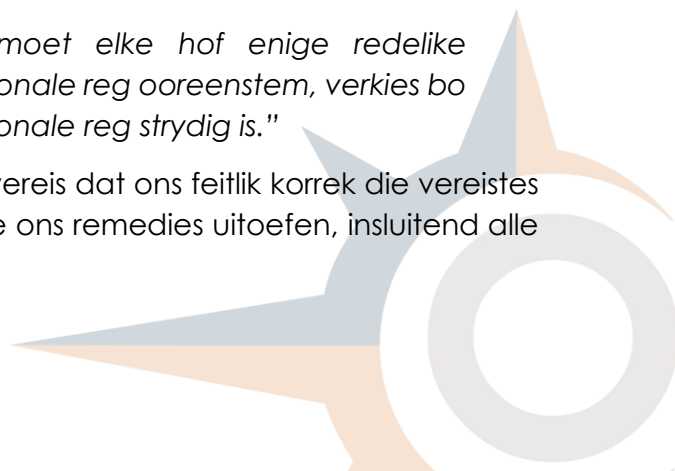 moet elke hof enige redelike
onale reg ooreenstem, verkies bo
onale reg strydig is.”
vereis dat ons feitlik korrek die vereistes
e ons remedies uitoefen, insluitend alle